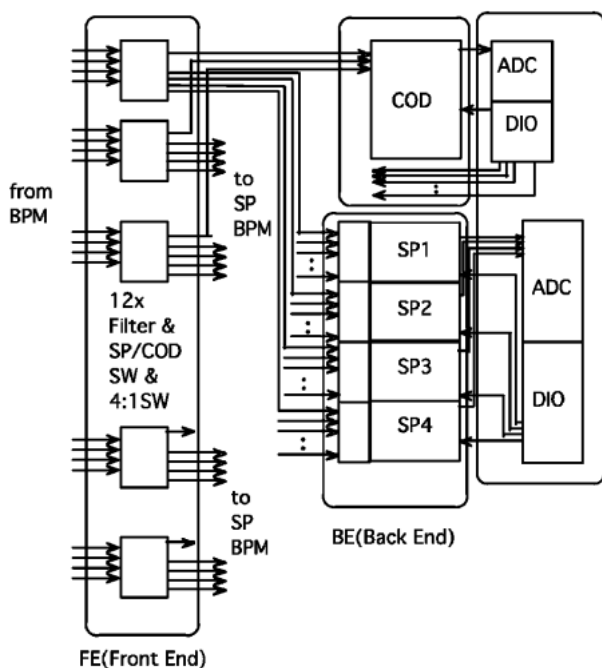 from
BPM
to
SP
BPM
12x
Filter &
SP/COD
SW &
4:1SW
to
SP
BPM
FE(Front End)
COD
ADC
DIO
SP1
SP2
SP3
SP4
BE(Back End)
ADC
DIO